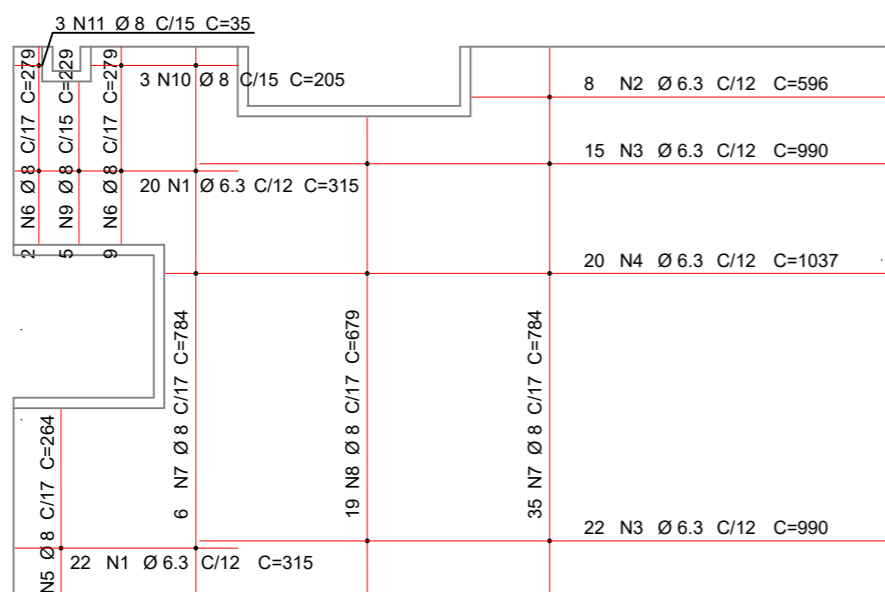 3 N11 Ø 8 C/15 C=35
3 N10 Ø 8 C/15 C=205
8 N2 Ø 6.3 C/12 C=596
2 N6 Ø 8 C/17 C=279
5 N9 Ø 8 C/15 C=229
9 N6 Ø 8 C/17 C=279
15 N3 Ø 6.3 C/12 C=990
20 N1 Ø 6.3 C/12 C=315
20 N4 Ø 6.3 C/12 C=1037
6 N7 Ø 8 C/17 C=784
19 N8 Ø 8 C/17 C=679
35 N7 Ø 8 C/17 C=784
N5 Ø 8 C/17 C=264
22 N3 Ø 6.3 C/12 C=990
22 N1 Ø 6.3 C/12 C=315